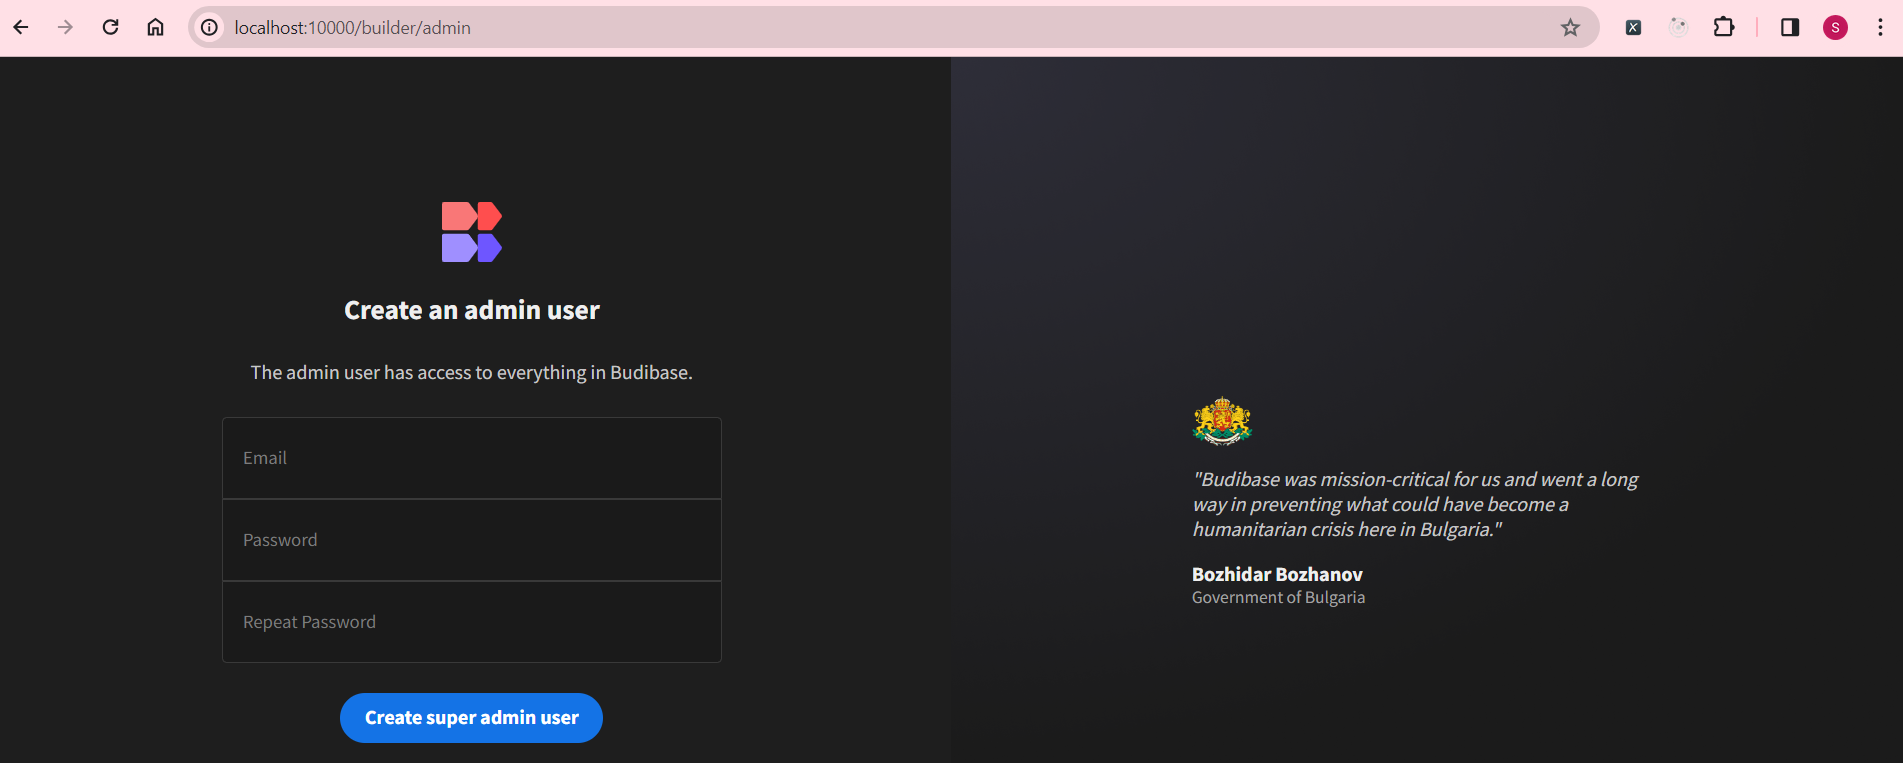 localhost:10000/builder/admin
S
Create an admin user
The admin user has access to everything in Budibase.
Email
Password
Repeat Password
Create super admin user
"Budibase was mission-critical for us and went a long
way in preventing what could have become a
humanitarian crisis here in Bulgaria."
Bozhidar Bozhanov
Government of Bulgaria